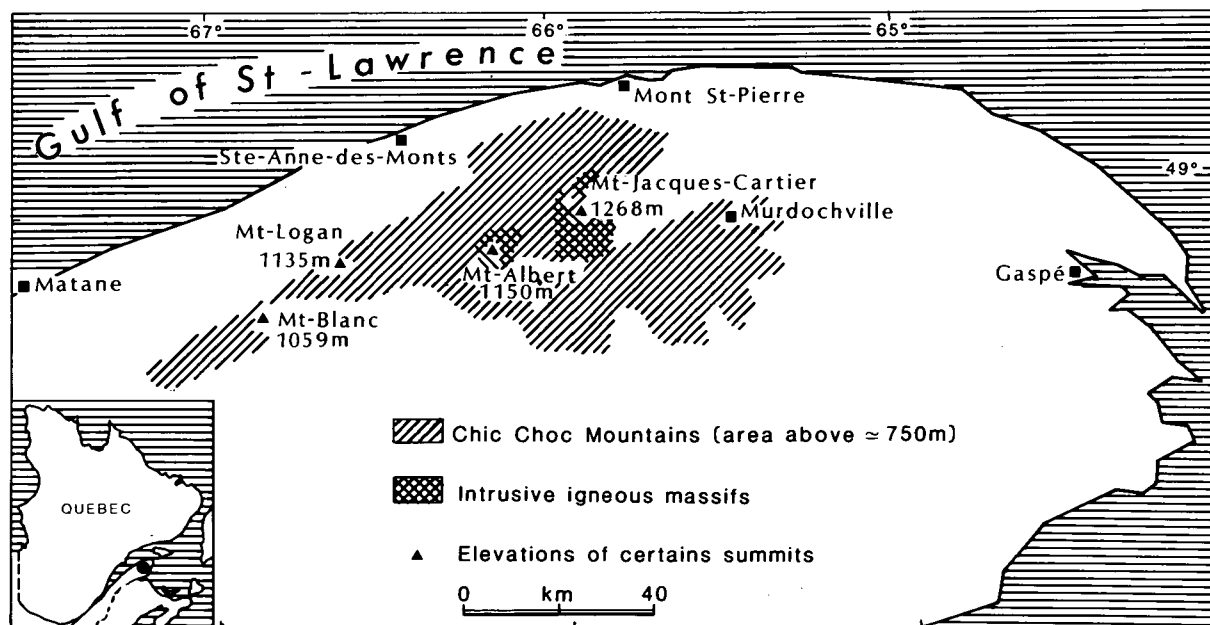 67°
66°
65°
Gulf of St-Lawrence
Mont St-Pierre
Ste-Anne-des-Monts
49°
Mt-Jacques-Cartier
1268m
Murdochville
Mt-Logan
1135m
Mt-Albert
1150m
Gaspé
Matane
Mt-Blanc
1059m
Chic Choc Mountains (area above ≃ 750m)
Intrusive igneous massifs
QUEBEC
Elevations of certains summits
0 km 40